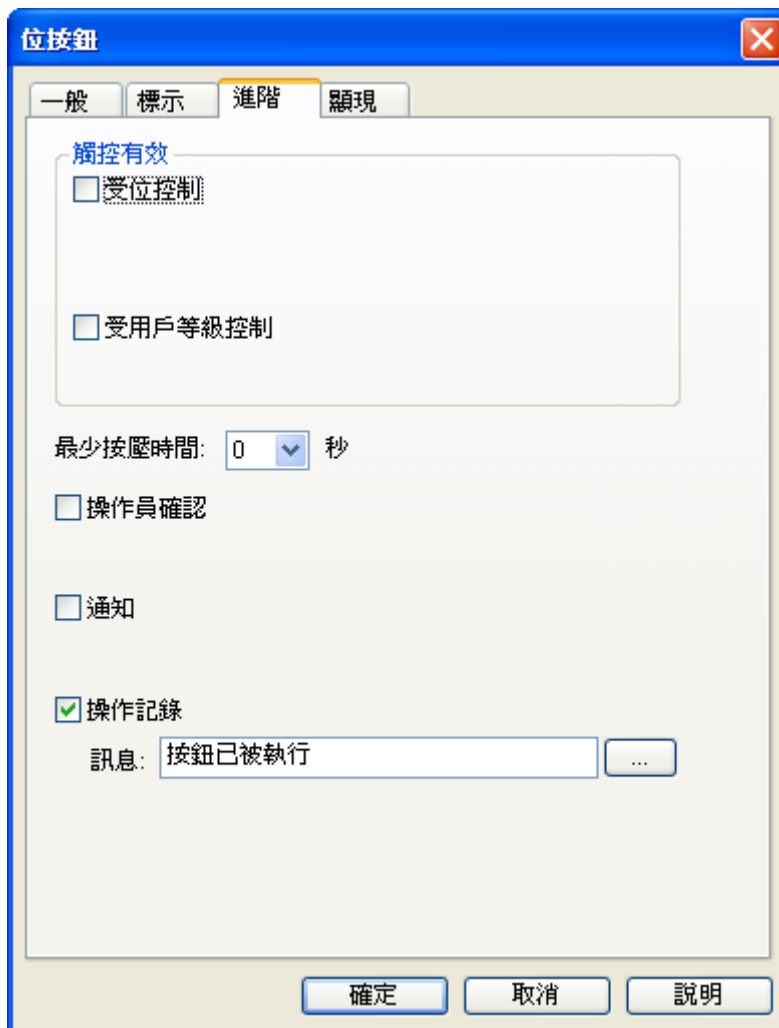 位按鈕
一般 標示 進階 顯現
觸控有效
受位控制
受用戶等級控制
最少按壓時間: 0 秒
操作員確認
通知
操作記錄
訊息: 按鈕已被執行 ...
確定 取消 說明